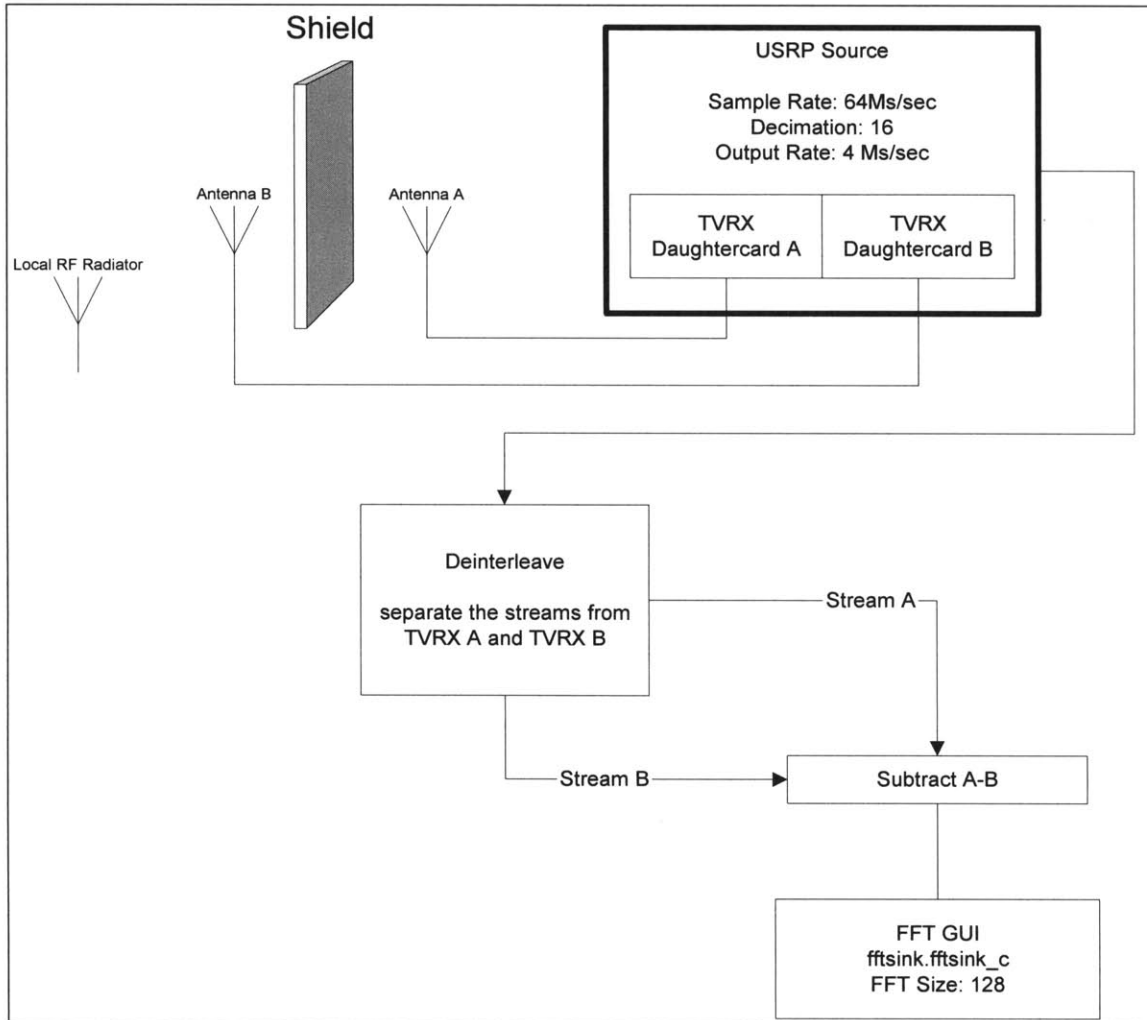 Shield
USRP Source
Sample Rate: 64Ms/sec
Decimation: 16
Output Rate: 4 Ms/sec
Antenna B
Antenna A
TVRX
Daughtercard A
TVRX
Daughtercard B
Local RF Radiator
Deinterleave
separate the streams from
TVRX A and TVRX B
Stream A
Stream B
Subtract A-B
FFT GUI
fftsink.fftsink_c
FFT Size: 128